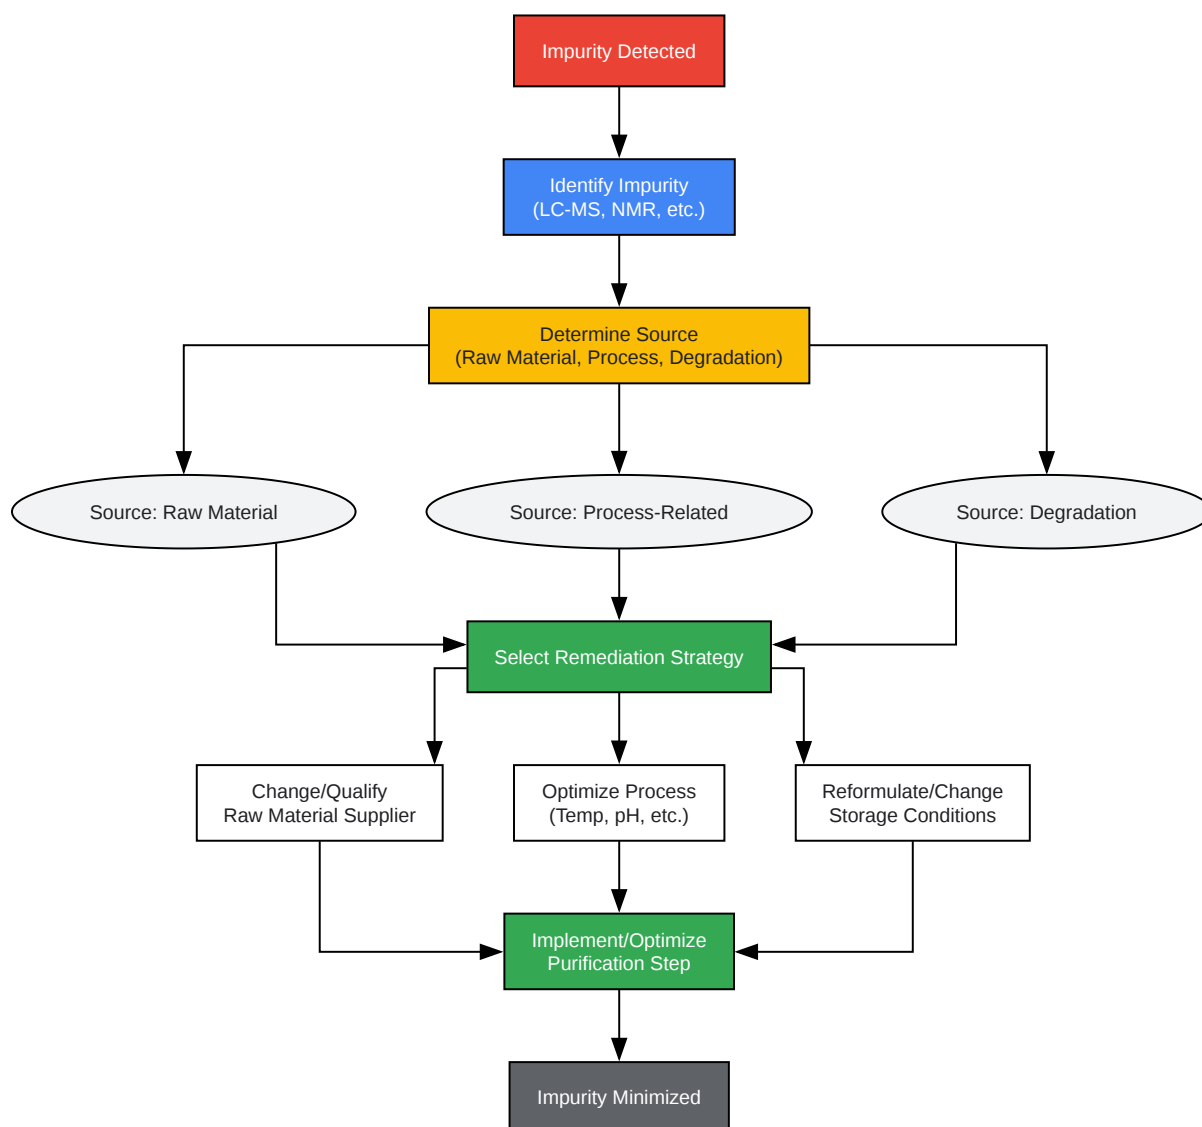 Impurity Detected
Identify Impurity
(LC-MS, NMR, etc.)
Determine Source
(Raw Material, Process, Degradation)
Source: Raw Material
Source: Process-Related
Source: Degradation
Select Remediation Strategy
Change/Qualify
Raw Material Supplier
Optimize Process
(Temp, pH, etc.)
Reformulate/Change
Storage Conditions
Implement/Optimize
Purification Step
Impurity Minimized